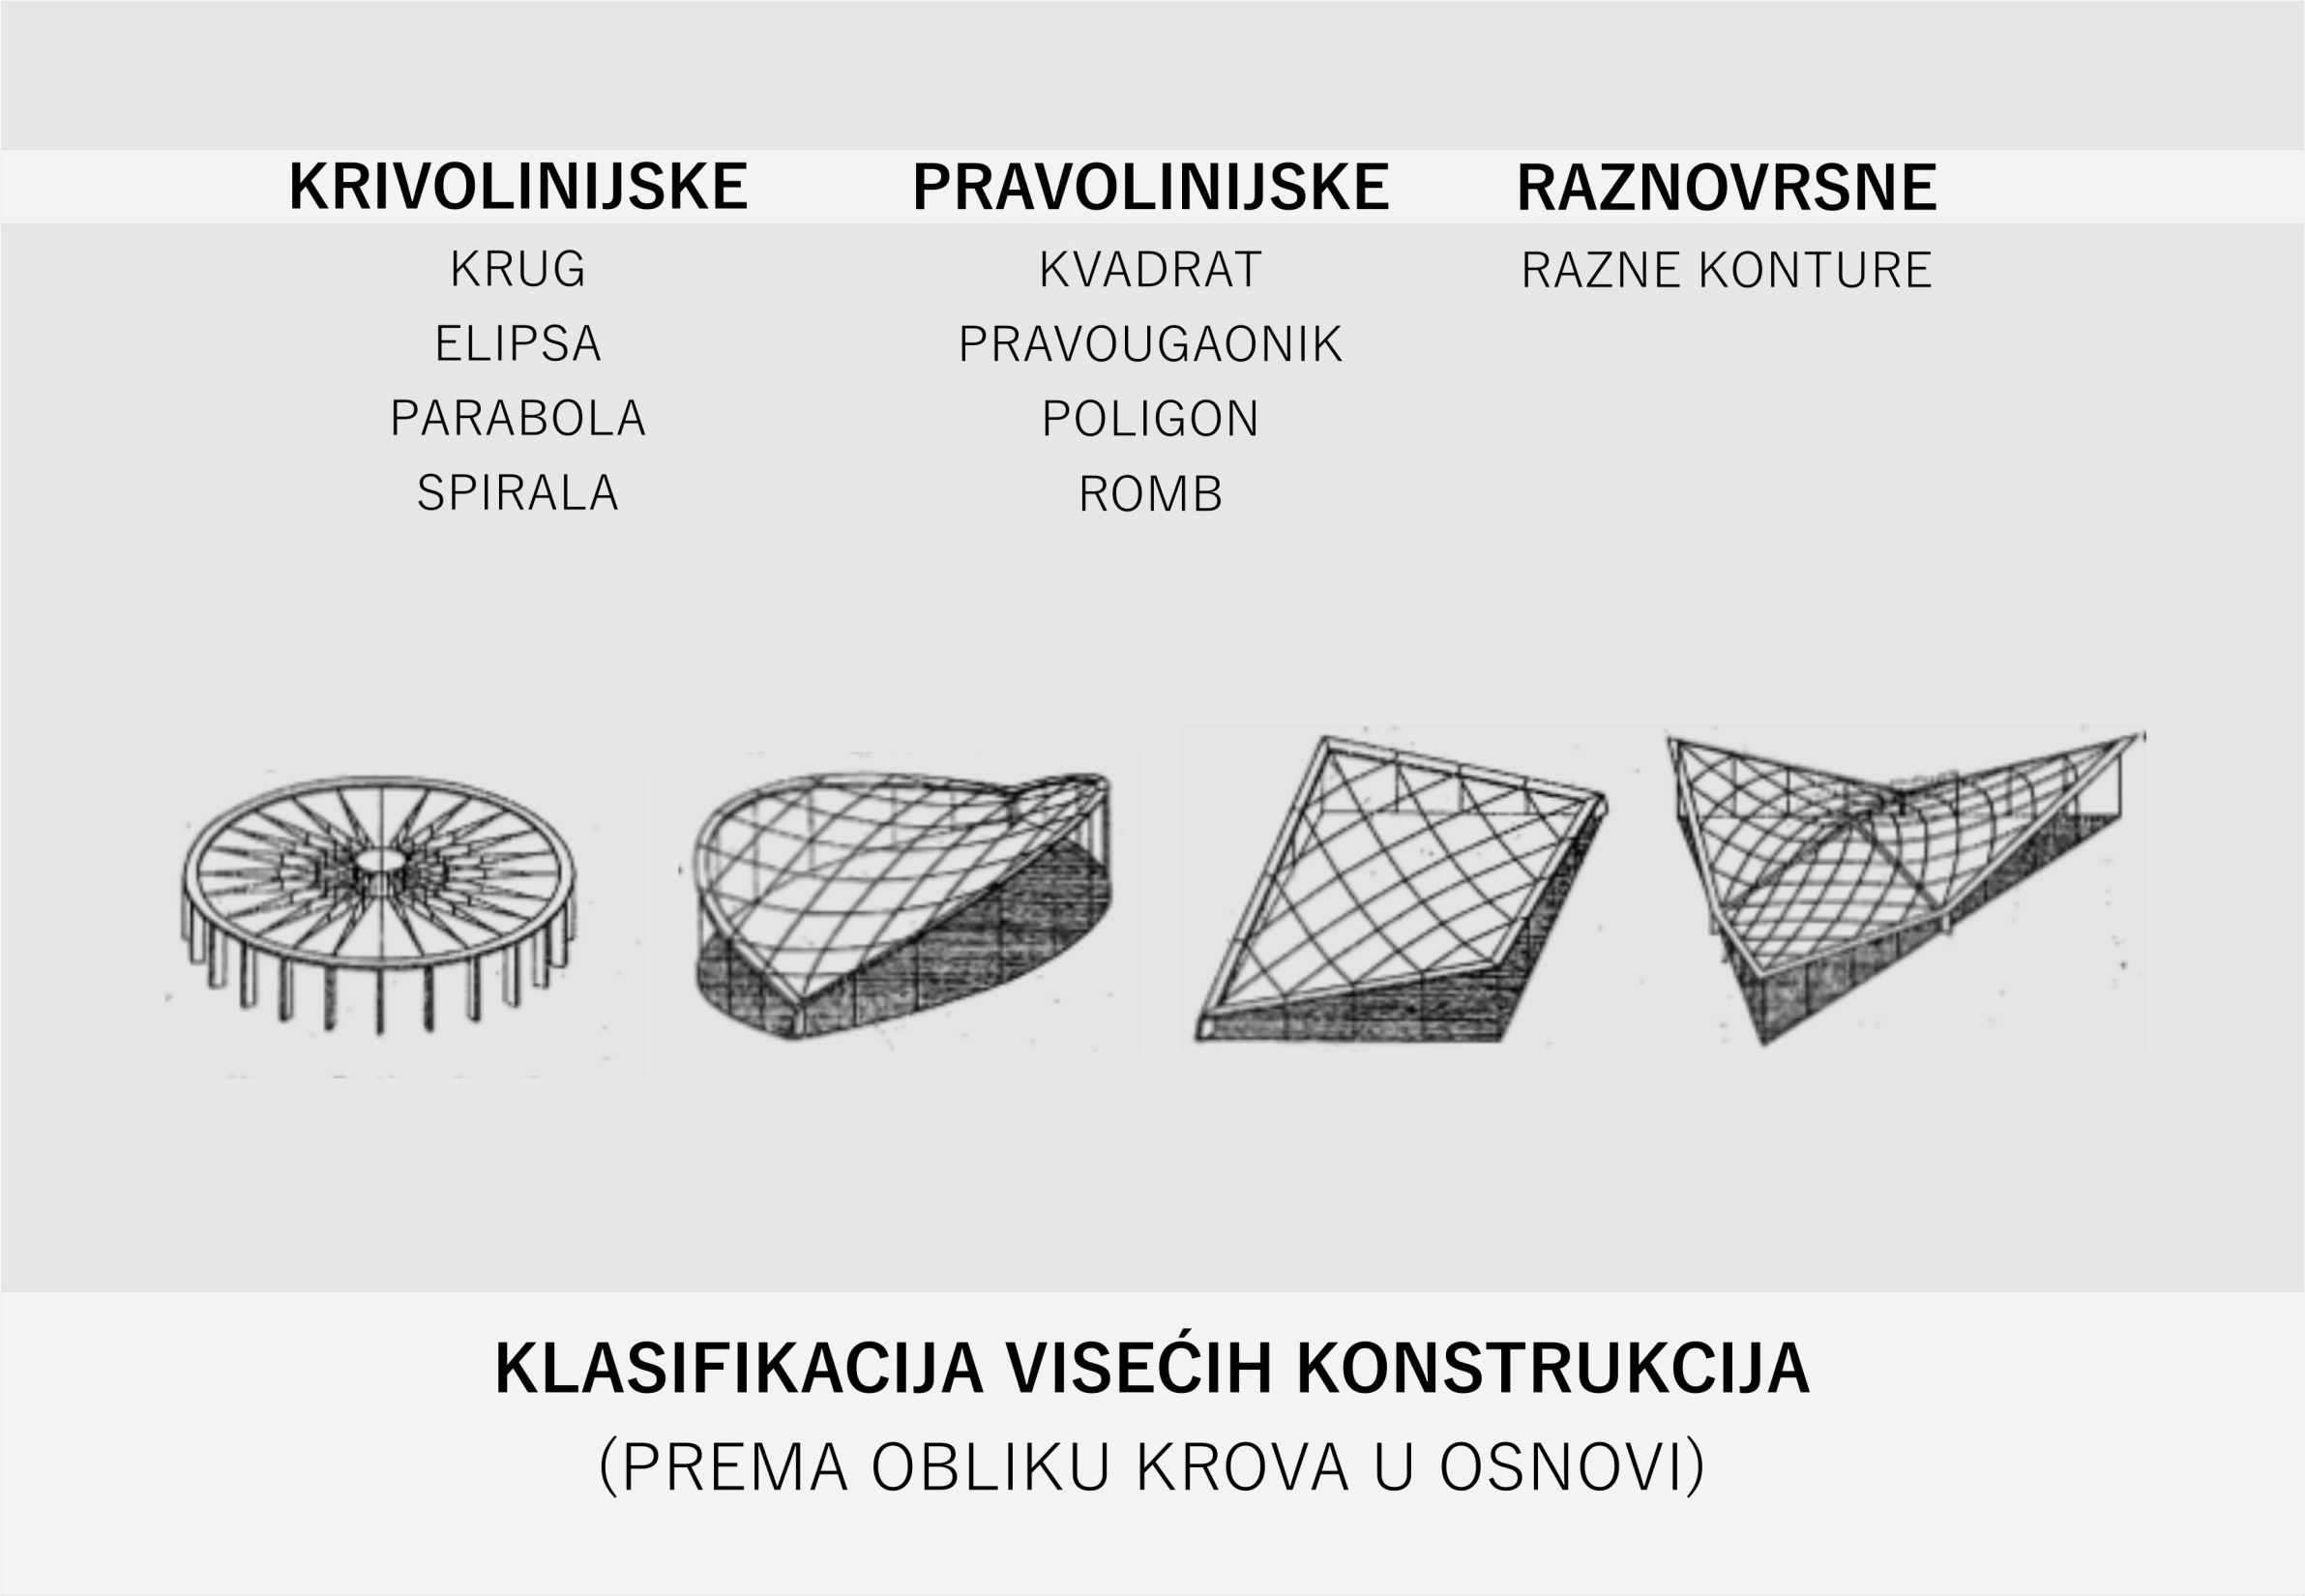 KRIVOLINIJSKE
KRUG
ELIPSA
PARABOLA
SPIRALA
PRAVOLINIJSKE
KVADRAT
PRAVOUGAONIK
POLIGON
ROMB
RAZNOVRSNE
RAZNE KONTURE
KLASIFIKACIJA VISEĆIH KONSTRUKCIJA
(PREMA OBLIKU KROVA U OSNOVI)